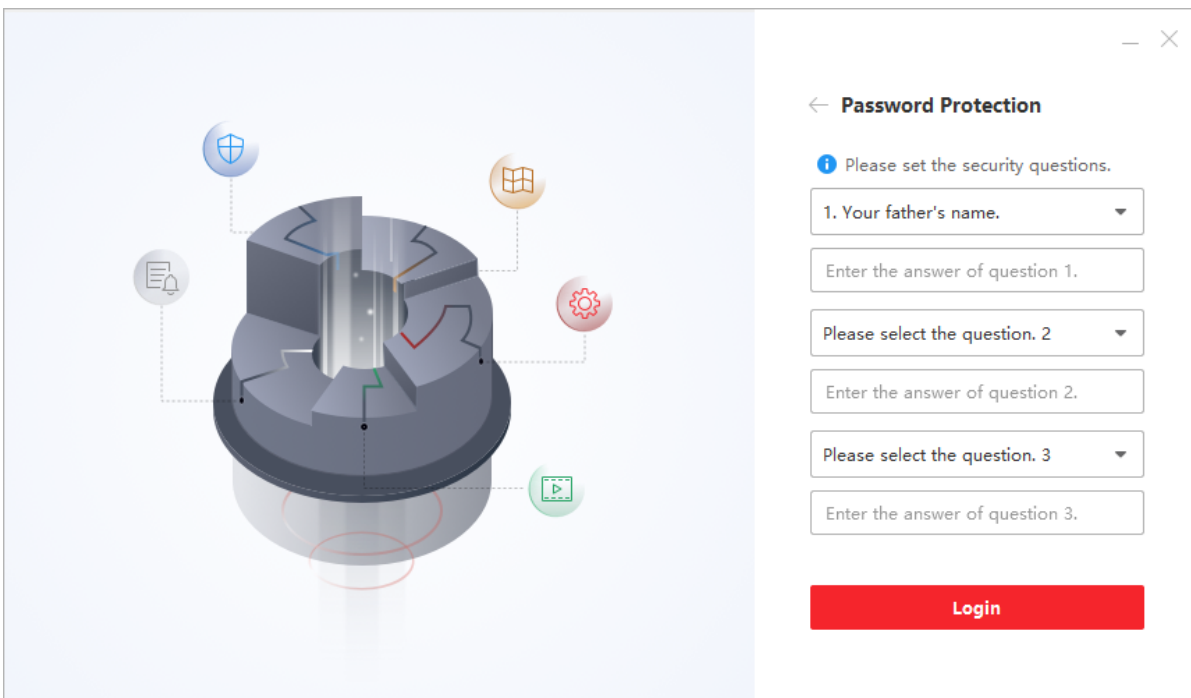 Password Protection
Please set the security questions.
1. Your father's name.
Enter the answer of question 1.
Please select the question. 2
Enter the answer of question 2.
Please select the question. 3
Enter the answer of question 3.
Login